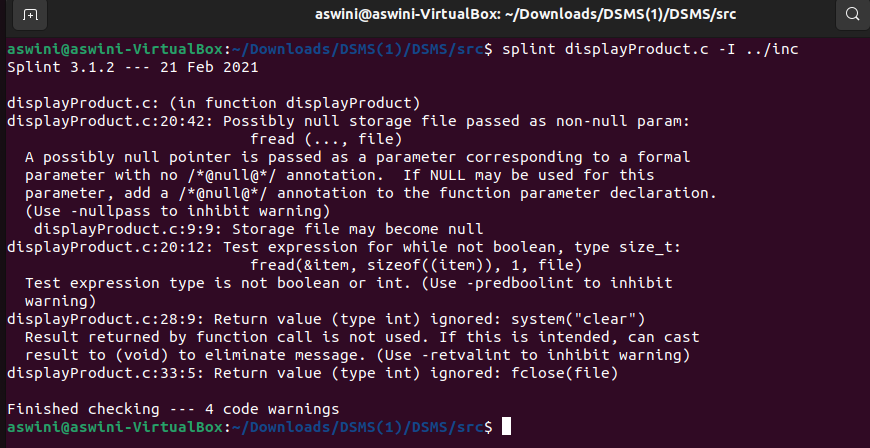 aswini@aswini-VirtualBox: ~/Downloads/DSMS(1)/DSMS/src
aswini@aswini-VirtualBox:~/Downloads/DSMS(1)/DSMS/src$ splint displayProduct.c -I ../inc
Splint 3.1.2 --- 21 Feb 2021

displayProduct.c: (in function displayProduct)
displayProduct.c:20:42: Possibly null storage file passed as non-null param:
                           fread (..., file)
  A possibly null pointer is passed as a parameter corresponding to a formal
  parameter with no /*@null@*/ annotation.  If NULL may be used for this
  parameter, add a /*@null@*/ annotation to the function parameter declaration.
  (Use -nullpass to inhibit warning)
   displayProduct.c:9:9: Storage file may become null
displayProduct.c:20:12: Test expression for while not boolean, type size_t:
                           fread(&item, sizeof((item)), 1, file)
  Test expression type is not boolean or int. (Use -predboolint to inhibit
  warning)
displayProduct.c:28:9: Return value (type int) ignored: system("clear")
  Result returned by function call is not used. If this is intended, can cast
  result to (void) to eliminate message. (Use -retvalint to inhibit warning)
displayProduct.c:33:5: Return value (type int) ignored: fclose(file)

Finished checking --- 4 code warnings
aswini@aswini-VirtualBox:~/Downloads/DSMS(1)/DSMS/src$